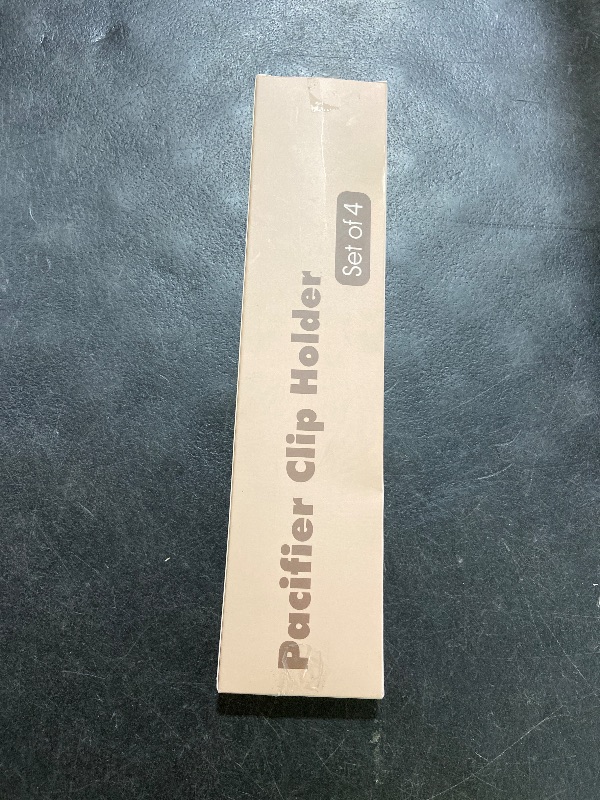 Pacifier Clip Holder
Set of 4